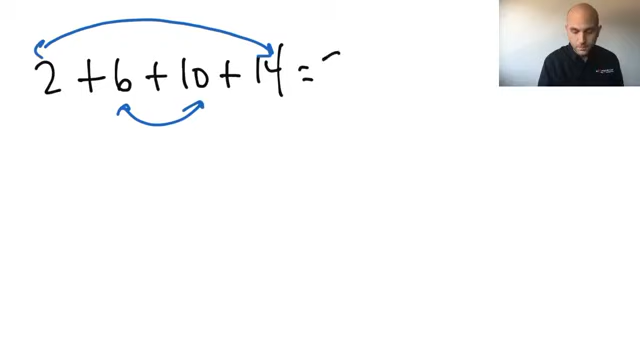 2 + 6 + 10 + 14 =